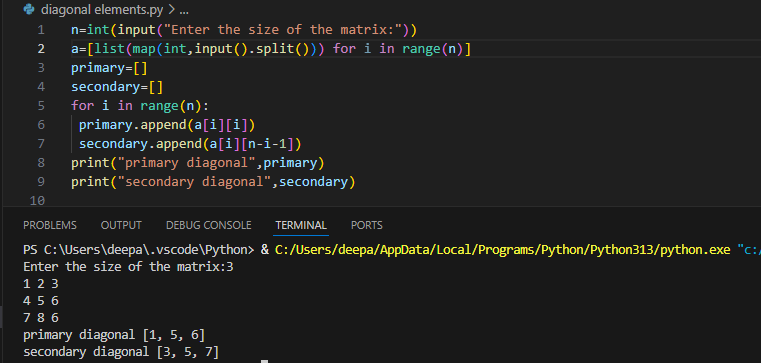 diagonal elements.py > ...
1 n=int(input("Enter the size of the matrix:"))
2 a=[list(map(int,input().split())) for i in range(n)]
3 primary=[]
4 secondary=[]
5 for i in range(n):
6 primary.append(a[i][i])
7 secondary.append(a[i][n-i-1])
8 print("primary diagonal",primary)
9 print("secondary diagonal",secondary)
10
PROBLEMS OUTPUT DEBUG CONSOLE TERMINAL PORTS
PS C:\Users\deepa\.vscode\Python> & C:/Users/deepa/AppData/Local/Programs/Python/Python313/python.exe "c:/
Enter the size of the matrix:3
1 2 3
4 5 6
7 8 6
primary diagonal [1, 5, 6]
secondary diagonal [3, 5, 7]